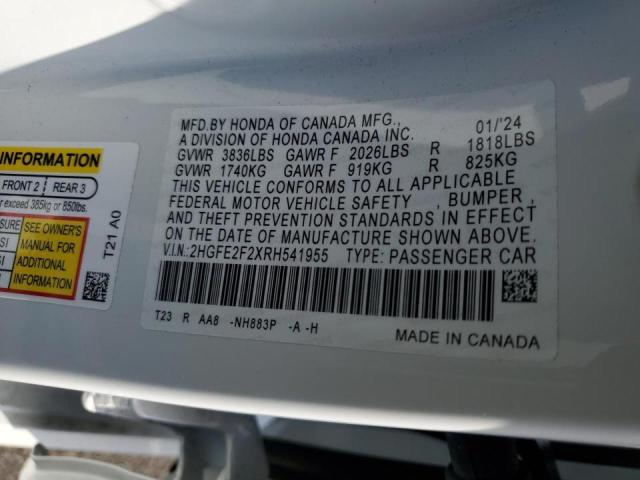 INFORMATION
FRONT 2 REAR 3
or exceed 385kg or 850lbs.
SEE OWNER'S
MANUAL FOR
ADDITIONAL
INFORMATION
T21 A0
MFD.BY HONDA OF CANADA MFG., 01/'24
A DIVISION OF HONDA CANADA INC.
GVWR 3836LBS GAWR F 2026LBS R 1818LBS
GVWR 1740KG GAWR F 919KG R 825KG
THIS VEHICLE CONFORMS TO ALL APPLICABLE
FEDERAL MOTOR VEHICLE SAFETY , BUMPER ,
AND THEFT PREVENTION STANDARDS IN EFFECT
ON THE DATE OF MANUFACTURE SHOWN ABOVE.
V.I.N.:2HGFE2F2XRH541955 TYPE: PASSENGER CAR
T23 R AA8 -NH883P -A -H
MADE IN CANADA